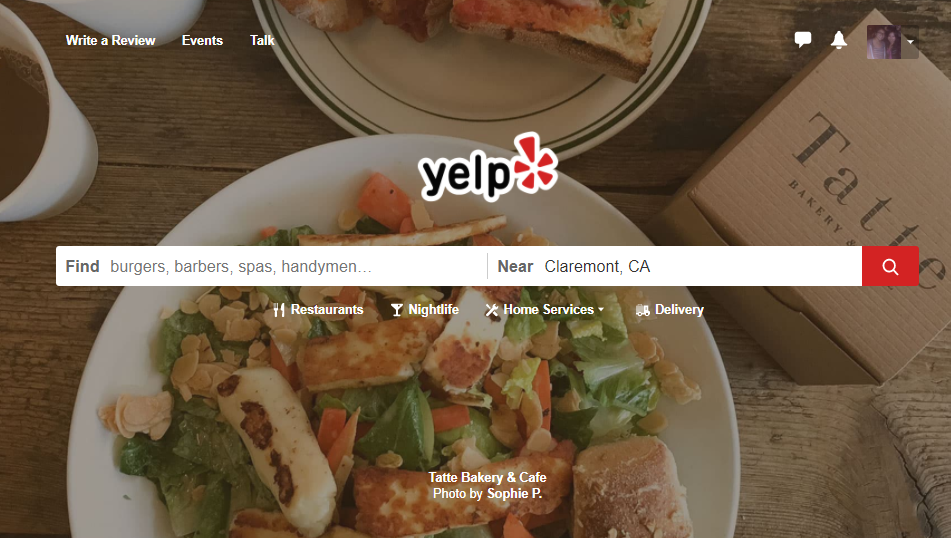 Write a Review Events Talk
yelp
Tatte
BAKERY &
Find burgers, barbers, spas, handymen… Near Claremont, CA
Restaurants Nightlife Home Services Delivery
Tatte Bakery & Cafe
Photo by Sophie P.